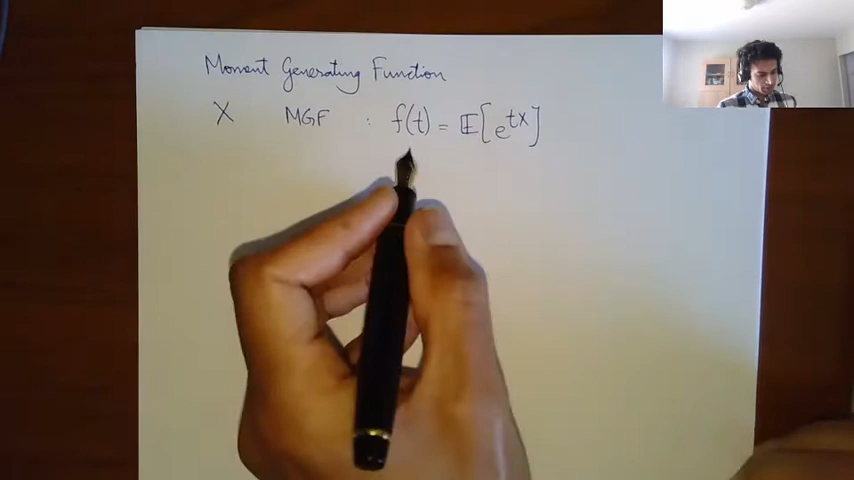 Moment Generating Function
X MGF : f(t) = 𝔼[e^{tX}]